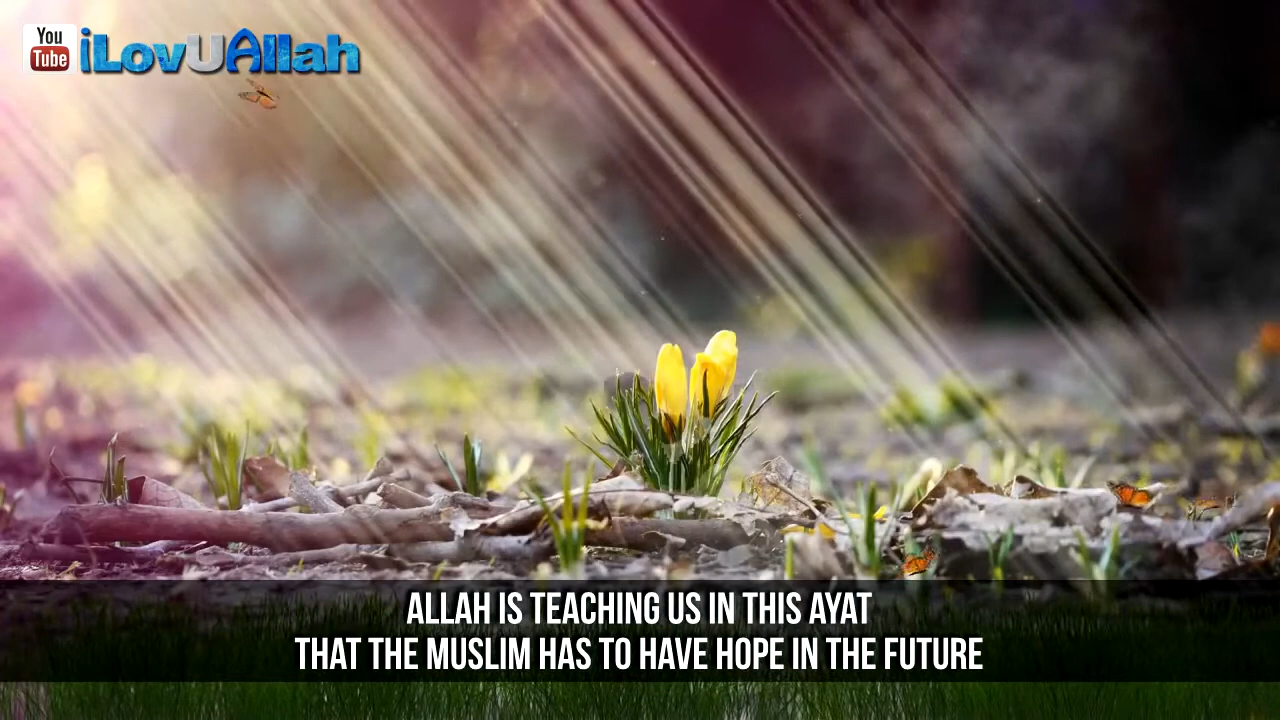 You
Tube
iLovUAllah
ALLAH IS TEACHING US IN THIS AYAT
THAT THE MUSLIM HAS TO HAVE HOPE IN THE FUTURE